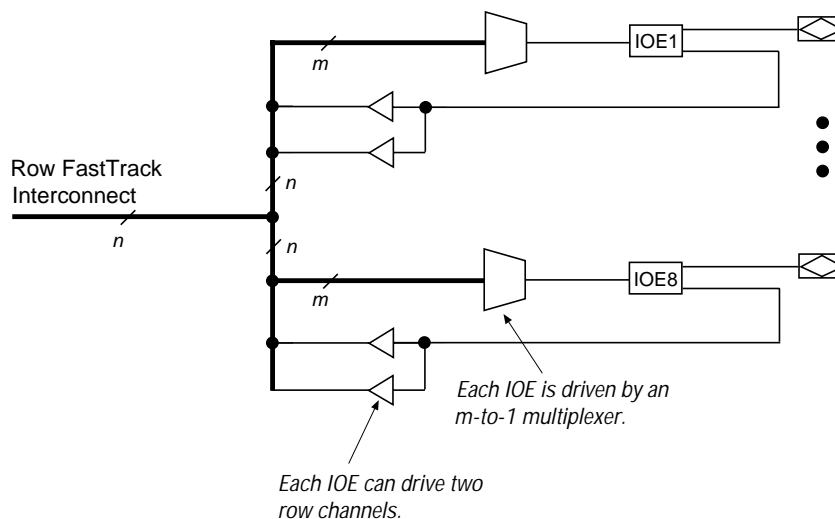 m
IOE1
Row FastTrack
Interconnect
n
n
n
m
IOE8
Each IOE is driven by an
m-to-1 multiplexer.
Each IOE can drive two
row channels.